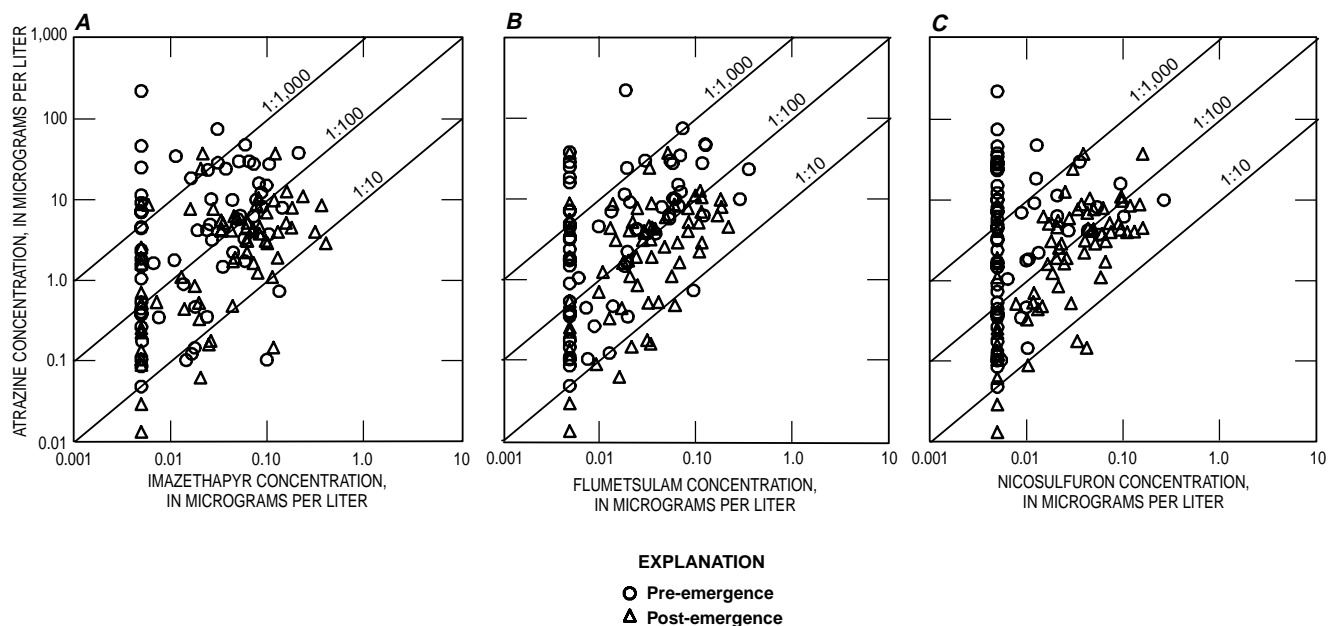 A
B
C
ATRAZINE CONCENTRATION, IN MICROGRAMS PER LITER
1,000
100
10
1.0
0.1
0.01
1:1,000
1:100
1:10
1:1,000
1:100
1:10
1:1,000
1:100
1:10
0.001
0.01
0.10
1.0
10
0.001
0.01
0.10
1.0
10
0.001
0.01
0.10
1.0
10
IMAZETHAPYR CONCENTRATION,
IN MICROGRAMS PER LITER
FLUMETSULAM CONCENTRATION,
IN MICROGRAMS PER LITER
NICOSULFURON CONCENTRATION,
IN MICROGRAMS PER LITER
EXPLANATION
Pre-emergence
Post-emergence